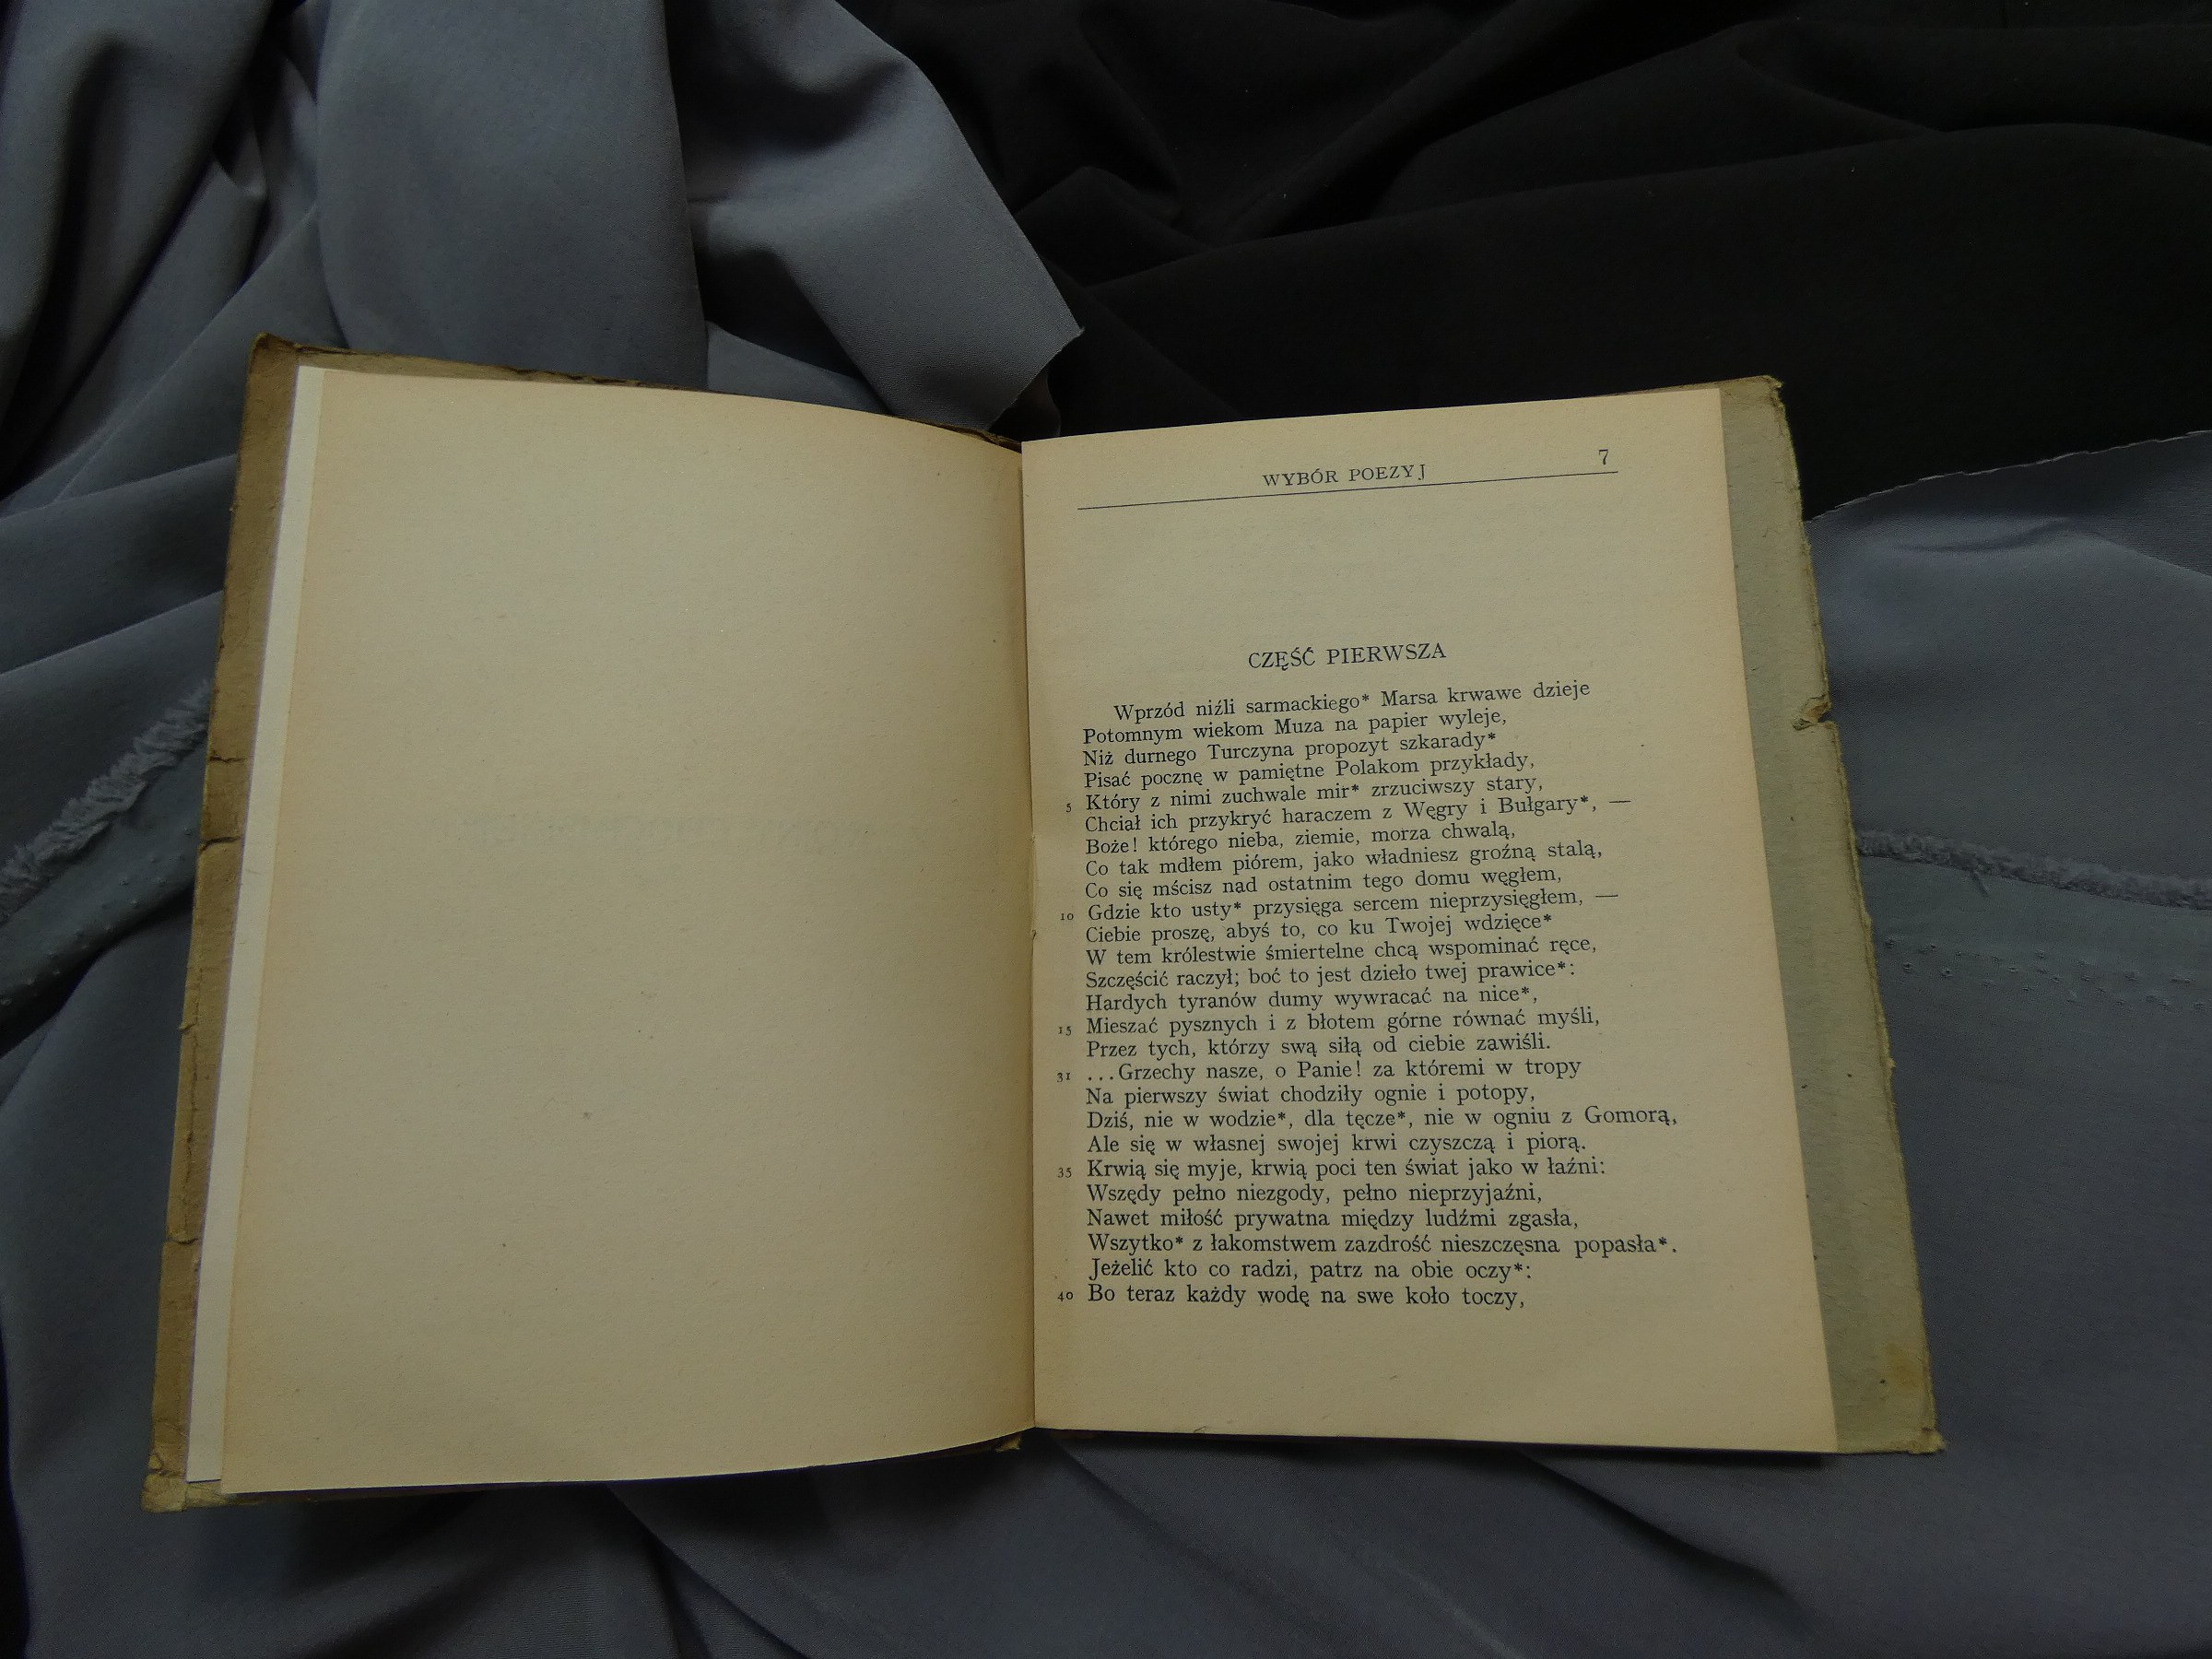 WYBÓR POEZYJ 7
CZĘŚĆ PIERWSZA
Wprzód niźli sarmackiego* Marsa krwawe dzieje
Potomnym wiekom Muza na papier wyleje,
Niż durnego Turczyna propozyt szkarady*
Pisać pocznę w pamiętne Polakom przykłady,
5 Który z nimi zuchwale mir* zrzuciwszy stary,
Chciał ich przykryć haraczem z Węgry i Bułgary*, —
Boże! którego nieba, ziemie, morza chwalą,
Co tak mdłem piórem, jako władniesz groźną stalą,
Co się mścisz nad ostatnim tego domu węgłem,
10 Gdzie kto usty* przysięga sercem nieprzysięgłem, —
Ciebie proszę, abyś to, co ku Twojej wdzięce*
W tem królestwie śmiertelne chcą wspominać ręce,
Szczęścić raczył; boć to jest dzieło twej prawice*:
Hardych tyranów dumy wywracać na nice*,
15 Mieszać pysznych i z błotem górne równać myśli,
Przez tych, którzy swą siłą od ciebie zawiśli.
31 ...Grzechy nasze, o Panie! za któremi w tropy
Na pierwszy świat chodziły ognie i potopy,
Dziś, nie w wodzie*, dla tęcze*, nie w ogniu z Gomorą,
Ale się w własnej swojej krwi czyszczą i piorą.
35 Krwią się myje, krwią poci ten świat jako w łaźni:
Wszędy pełno niezgody, pełno nieprzyjaźni,
Nawet miłość prywatna między ludźmi zgasła,
Wszytko* z łakomstwem zazdrość nieszczęsna popasła*.
Jeżelić kto co radzi, patrz na obie oczy*:
40 Bo teraz każdy wodę na swe koło toczy,